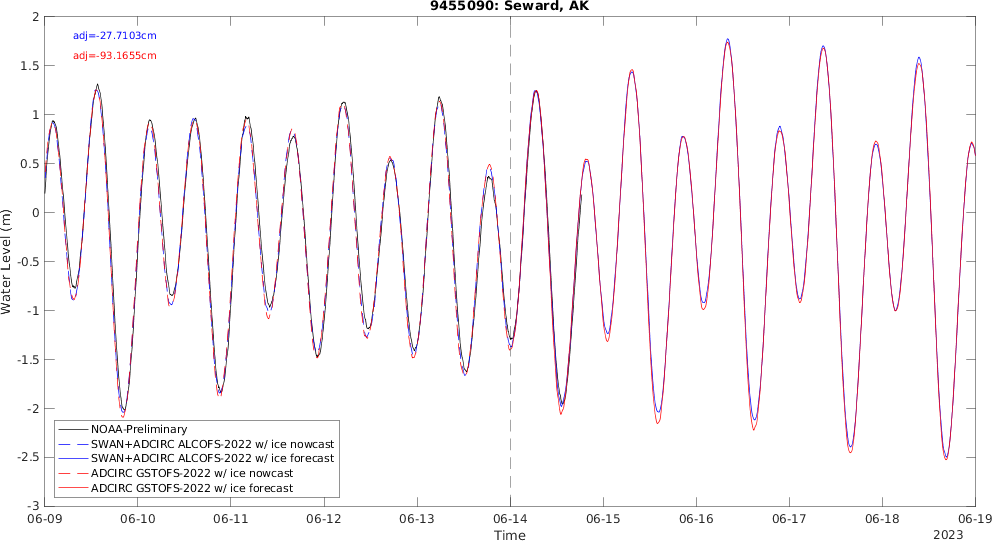 9455090: Seward, AK
adj=-27.7103cm
adj=-93.1655cm
Water Level (m)
2
1.5
1
0.5
0
-0.5
-1
-1.5
-2
-2.5
-3
NOAA-Preliminary
SWAN+ADCIRC ALCOFS-2022 w/ ice nowcast
SWAN+ADCIRC ALCOFS-2022 w/ ice forecast
ADCIRC GSTOFS-2022 w/ ice nowcast
ADCIRC GSTOFS-2022 w/ ice forecast
06-09 06-10 06-11 06-12 06-13 06-14 06-15 06-16 06-17 06-18 06-19
Time
2023